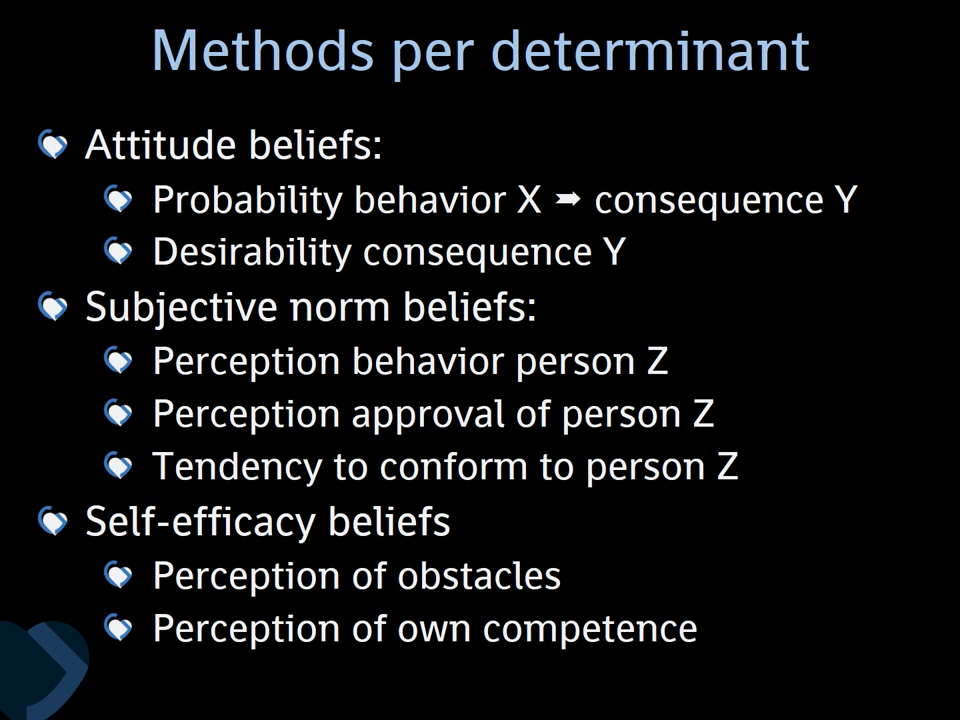 Methods per determinant
Attitude beliefs:
Probability behavior X ➨ consequence Y
Desirability consequence Y
Subjective norm beliefs:
Perception behavior person Z
Perception approval of person Z
Tendency to conform to person Z
Self-efficacy beliefs
Perception of obstacles
Perception of own competence